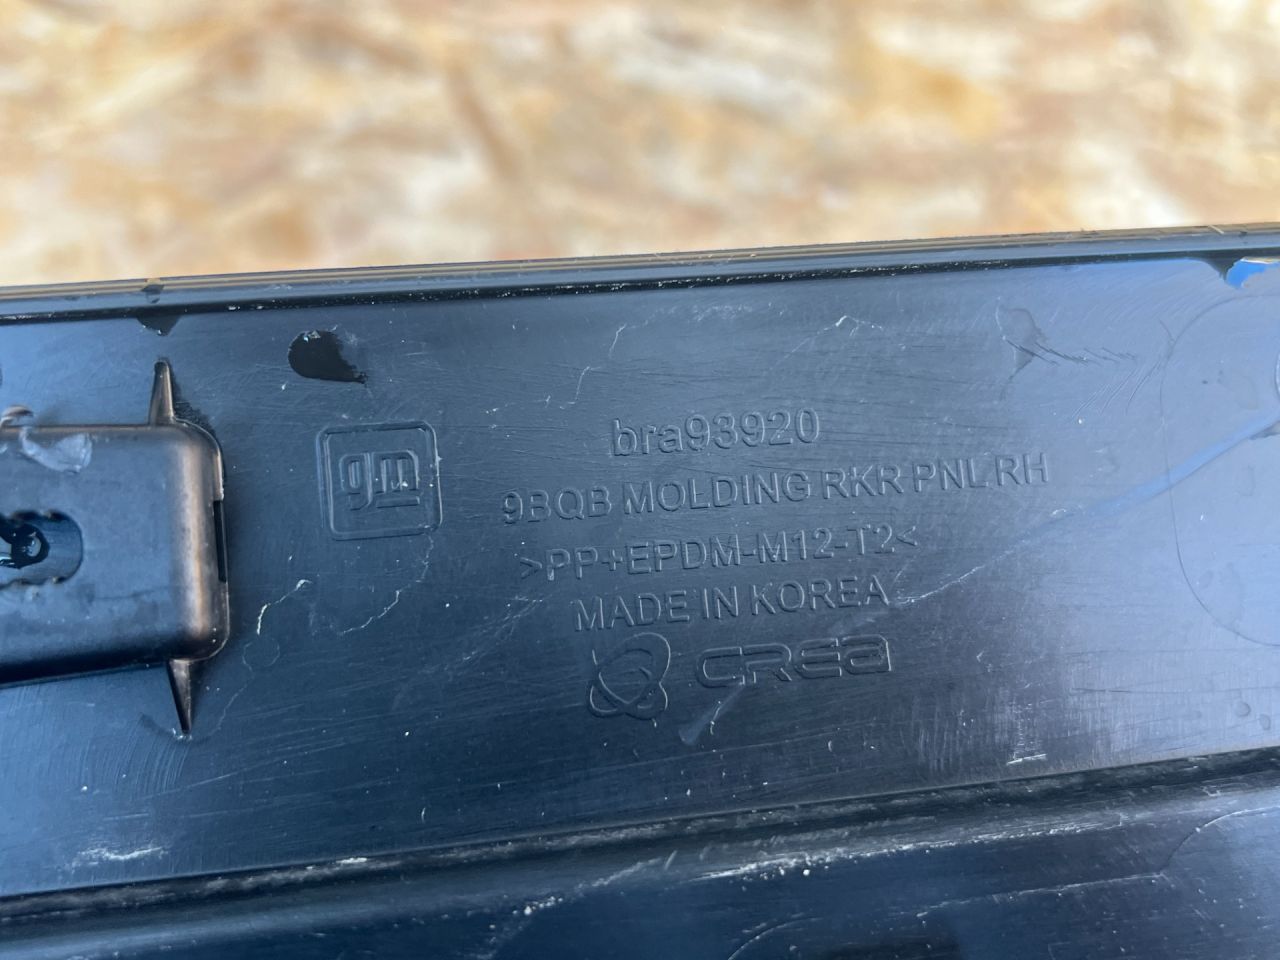 gm
bra93920
9BQB MOLDING RKR PNL RH
>PP+EPDM-M12-T2<
MADE IN KOREA
CREA